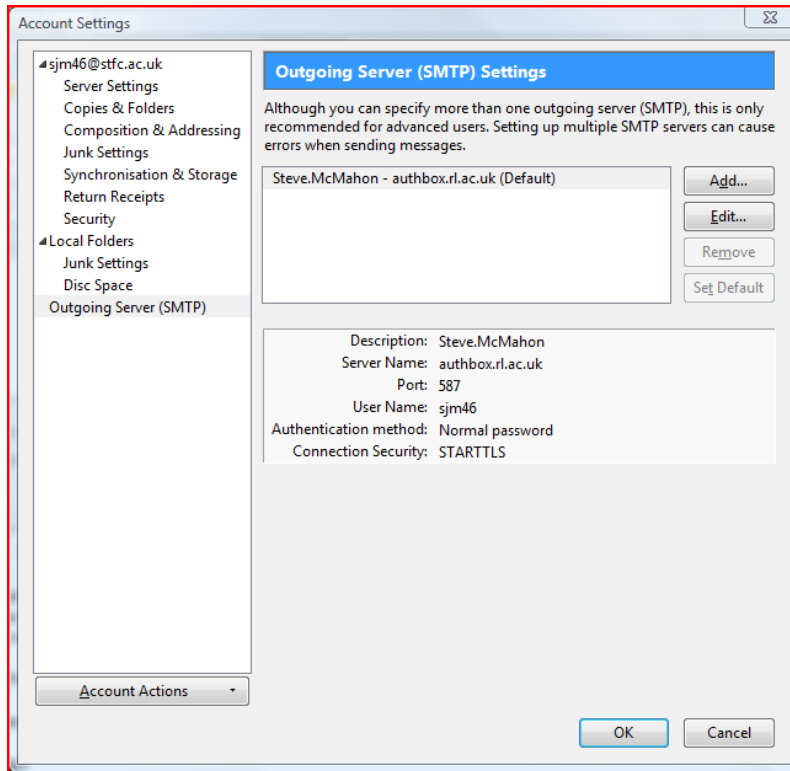 Account Settings
sjm46@stfc.ac.uk
Server Settings
Copies & Folders
Composition & Addressing
Junk Settings
Synchronisation & Storage
Return Receipts
Security
Local Folders
Junk Settings
Disc Space
Outgoing Server (SMTP)
Account Actions
Outgoing Server (SMTP) Settings
Although you can specify more than one outgoing server (SMTP), this is only
recommended for advanced users. Setting up multiple SMTP servers can cause
errors when sending messages.
Steve.McMahon - authbox.rl.ac.uk (Default)
Add...
Edit...
Remove
Set Default
Description: Steve.McMahon
Server Name: authbox.rl.ac.uk
Port: 587
User Name: sjm46
Authentication method: Normal password
Connection Security: STARTTLS
OK
Cancel